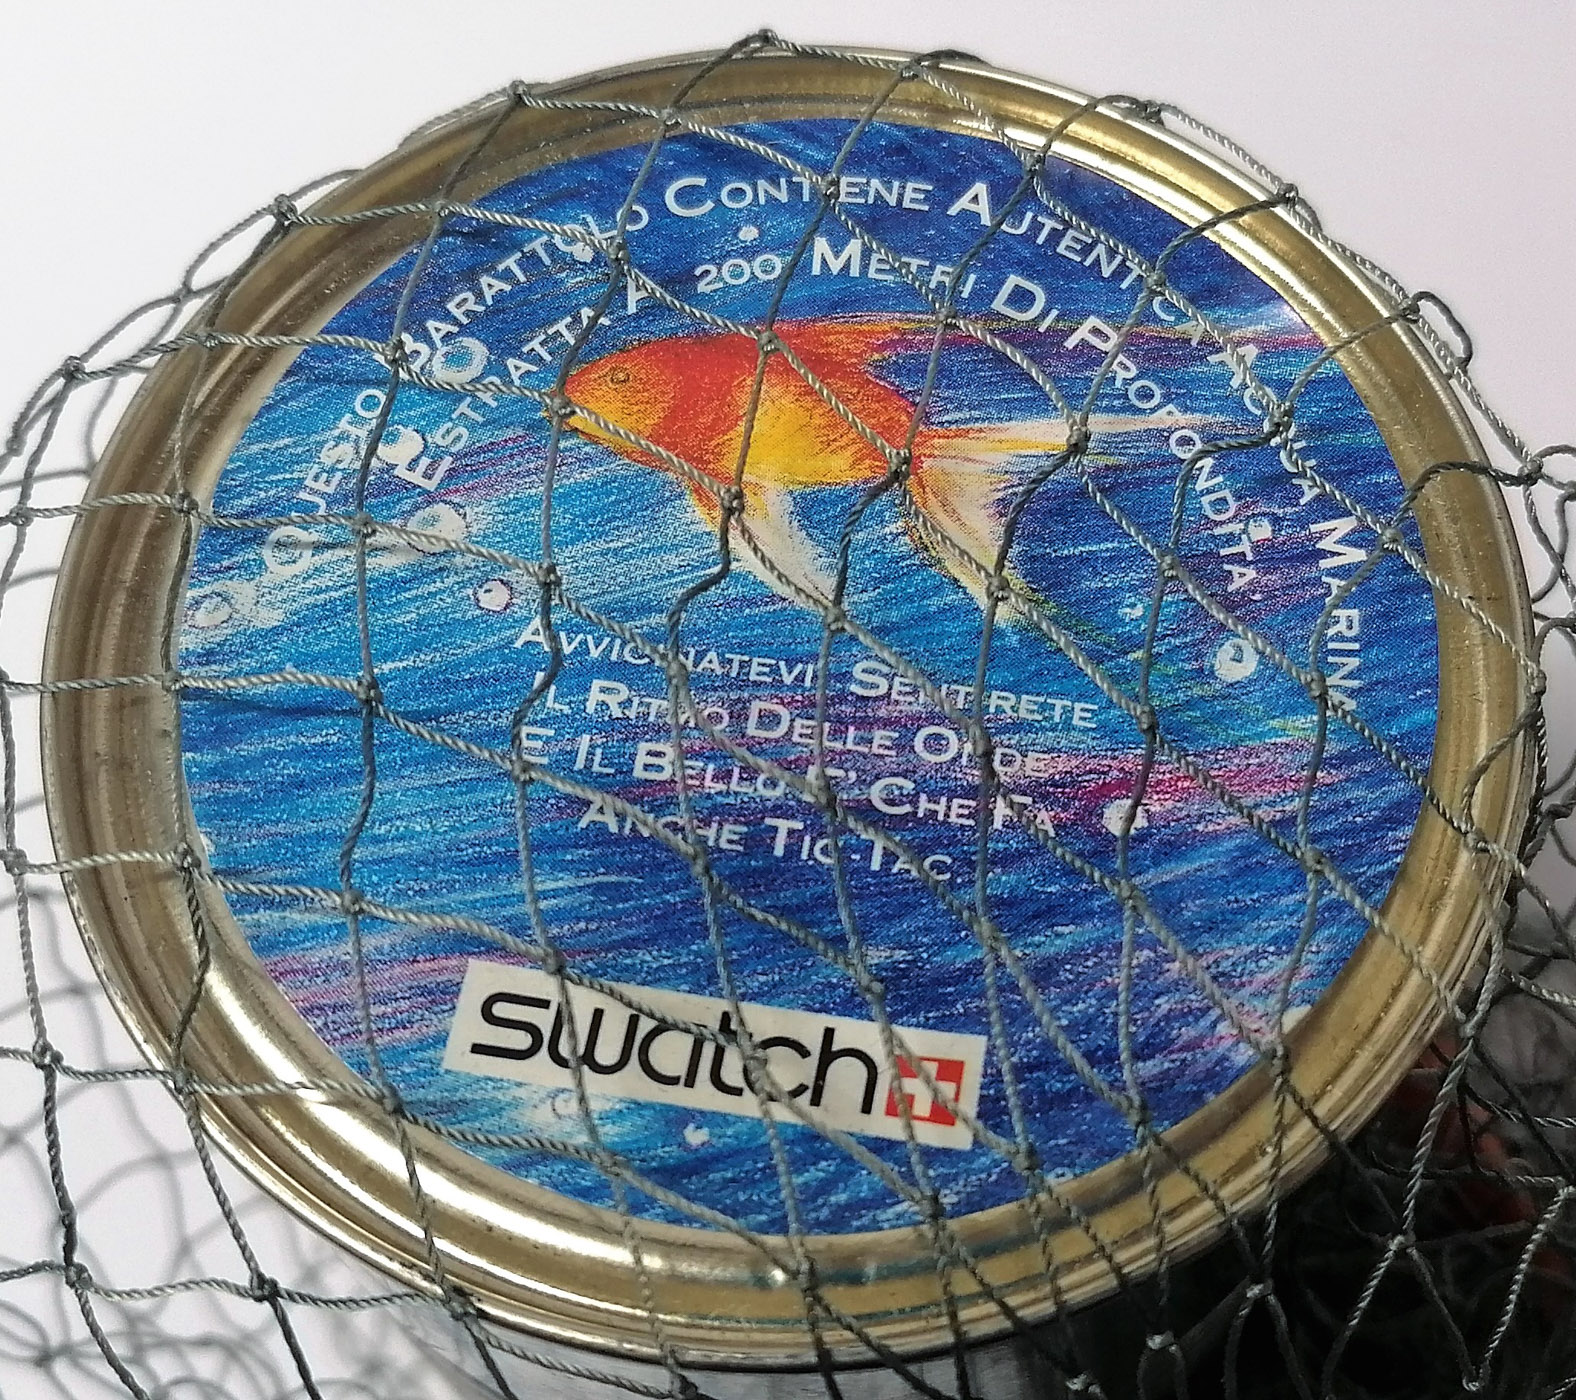 QUESTO BARATTOLO CONTIENE AUTENTICA ACQUA MARINA
ESTRATTA A 200 METRI DI PROFONDITA'
AVVICINATEVI SENTIRETE
IL RITMO DELLE ONDE
E IL BELLO E' CHE FA
ANCHE TIC-TAC
swatch